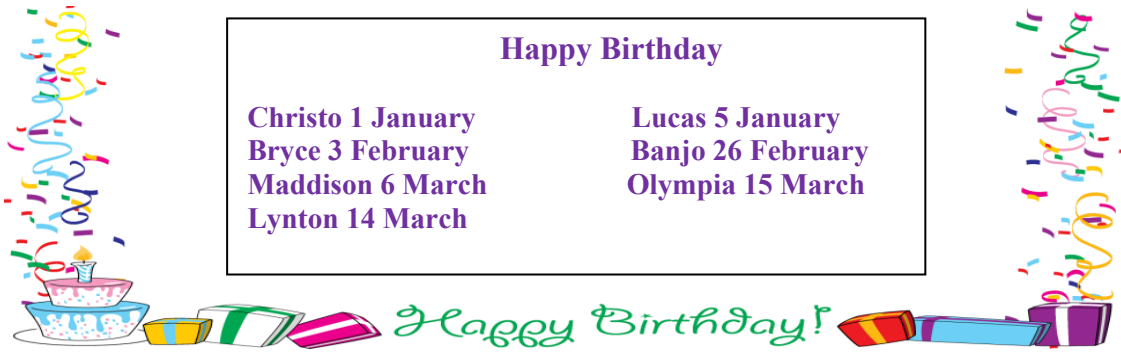 Happy Birthday
Christo 1 January Lucas 5 January
Bryce 3 February Banjo 26 February
Maddison 6 March Olympia 15 March
Lynton 14 March
Happy Birthday!